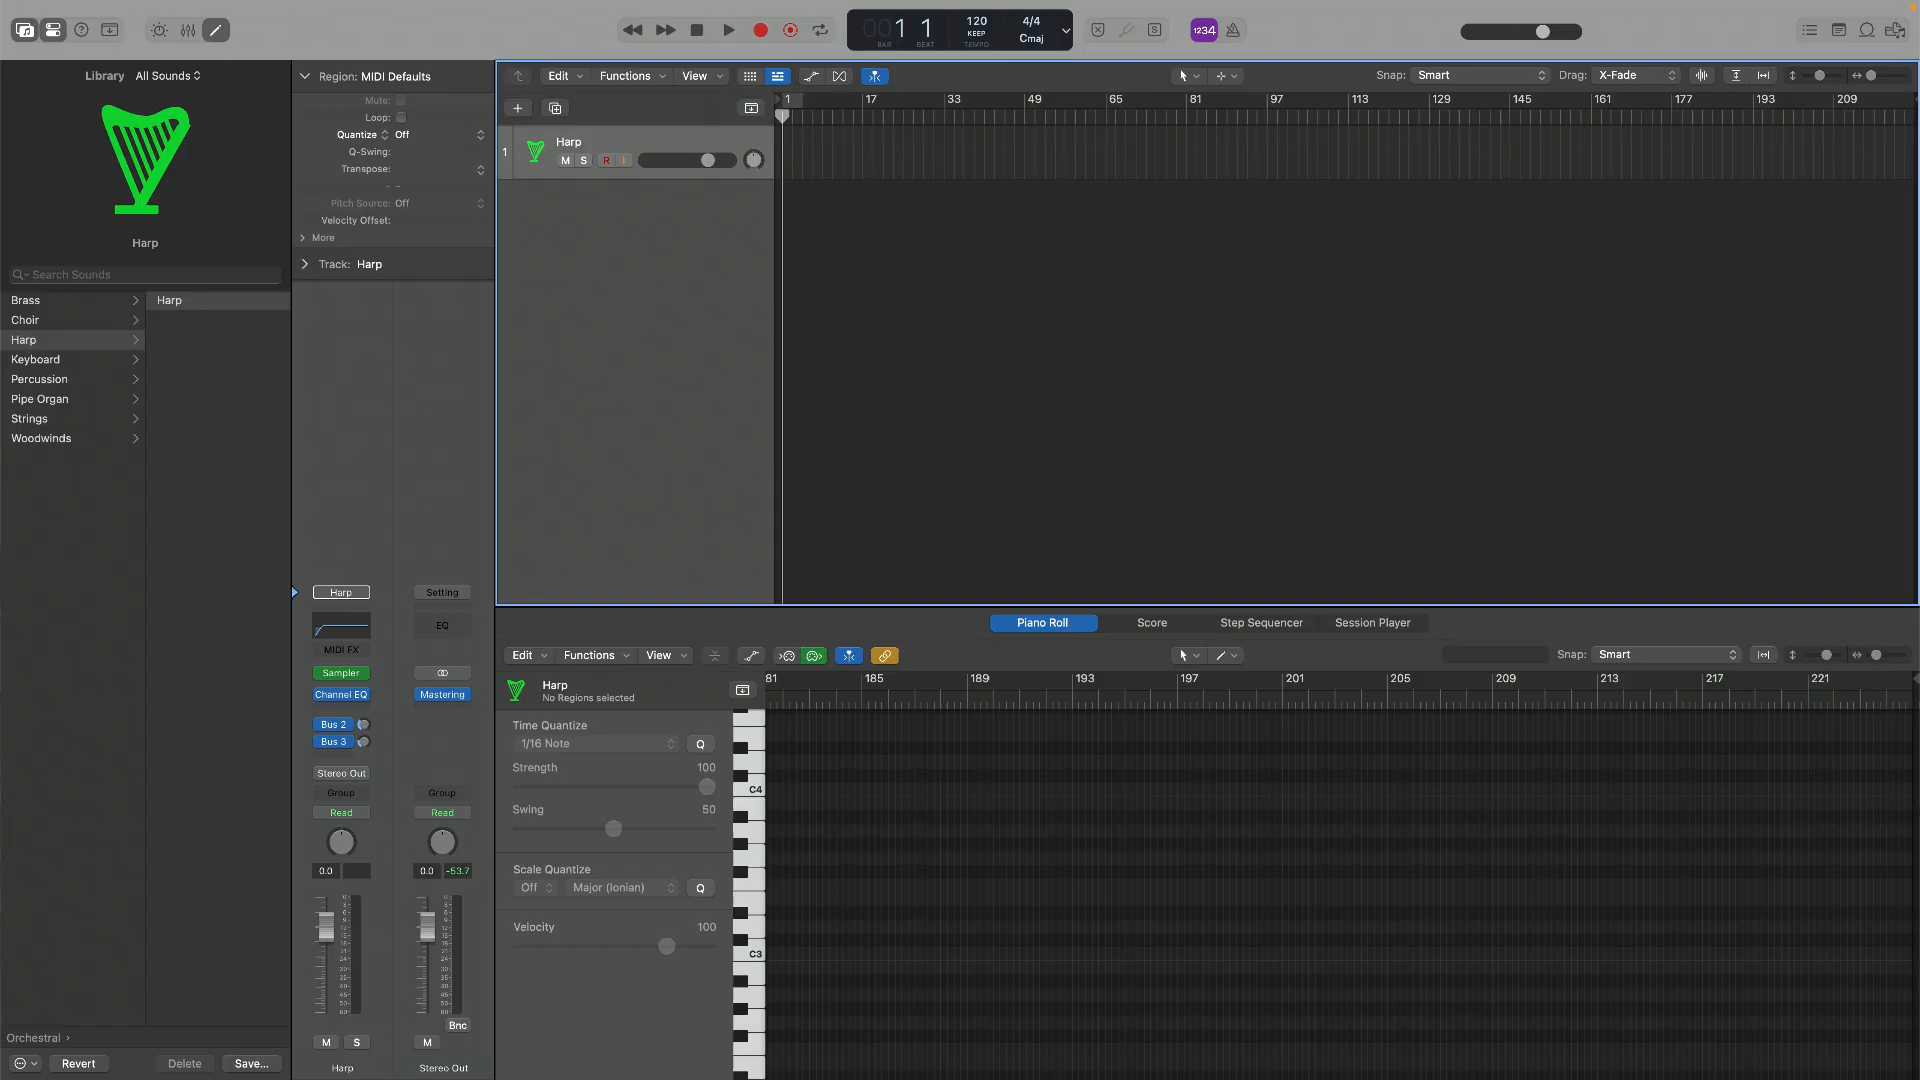 1 1
BAR
BEAT
120
KEEP
TEMPO
4/4
Cmaj
1234
Library All Sounds
Harp
Search Sounds
Brass
Choir
Harp
Keyboard
Percussion
Pipe Organ
Strings
Woodwinds
Harp
Orchestral
Revert
Delete
Save...
Region: MIDI Defaults
Mute:
Loop:
Quantize Off
Q-Swing:
Transpose:
- -
Pitch Source: Off
Velocity Offset:
More
Track: Harp
Harp
MIDI FX
Sampler
Channel EQ
Bus 2
Bus 3
Stereo Out
Group
Read
0.0
M S
Harp
Setting
EQ
Mastering
Group
Read
0.0 -53.7
Bnc
M
Stereo Out
Edit Functions View
Snap: Smart
Drag: X-Fade
1 17 33 49 65 81 97 113 129 145 161 177 193 209
1
Harp
M S R I
Piano Roll Score Step Sequencer Session Player
Edit Functions View
Snap: Smart
Harp
No Regions selected
81 185 189 193 197 201 205 209 213 217 221
Time Quantize
1/16 Note Q
Strength 100
Swing 50
Scale Quantize
Off Major (Ionian) Q
Velocity 100
C4
C3